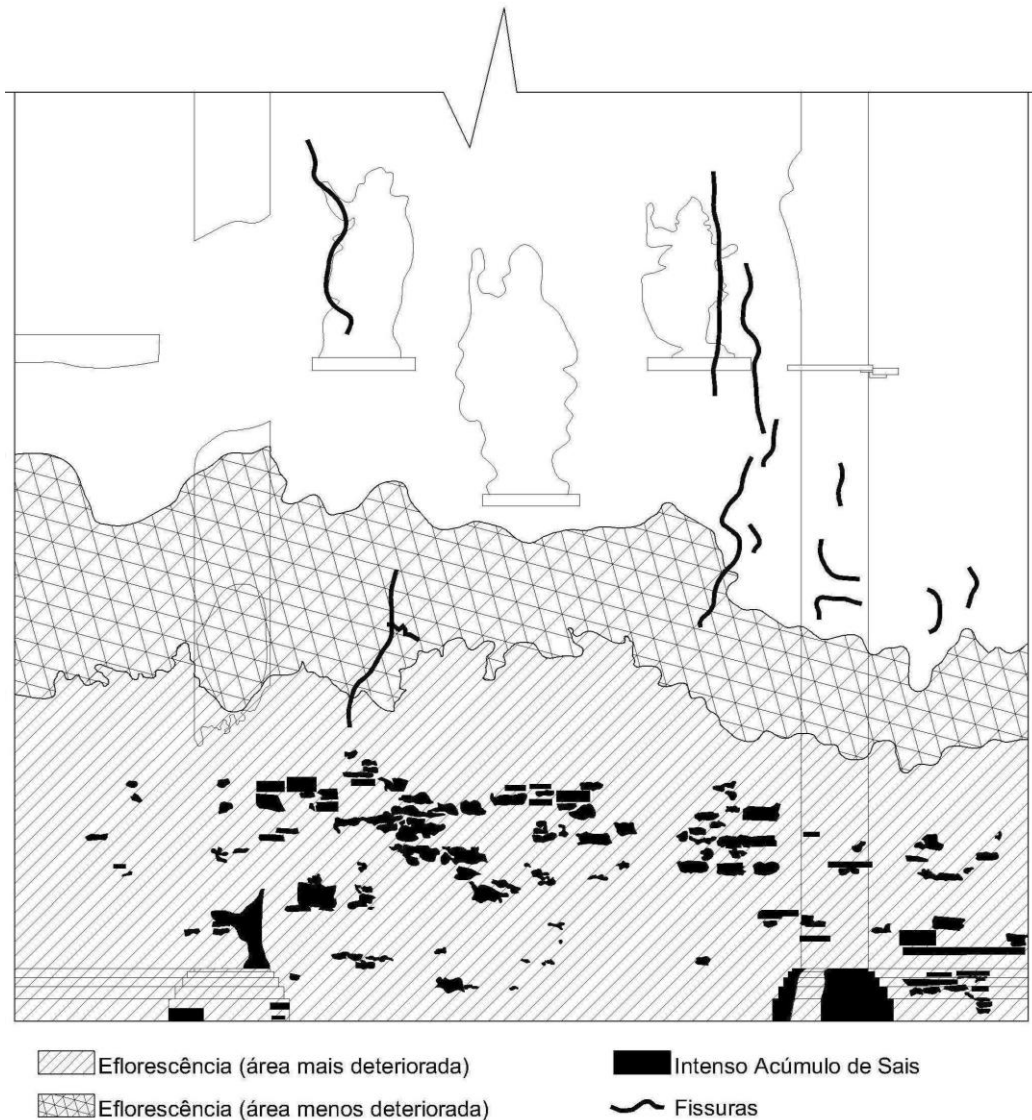 Eflorescência (área mais deteriorada)
Intenso Acúmulo de Sais
Eflorescência (área menos deteriorada)
Fissuras